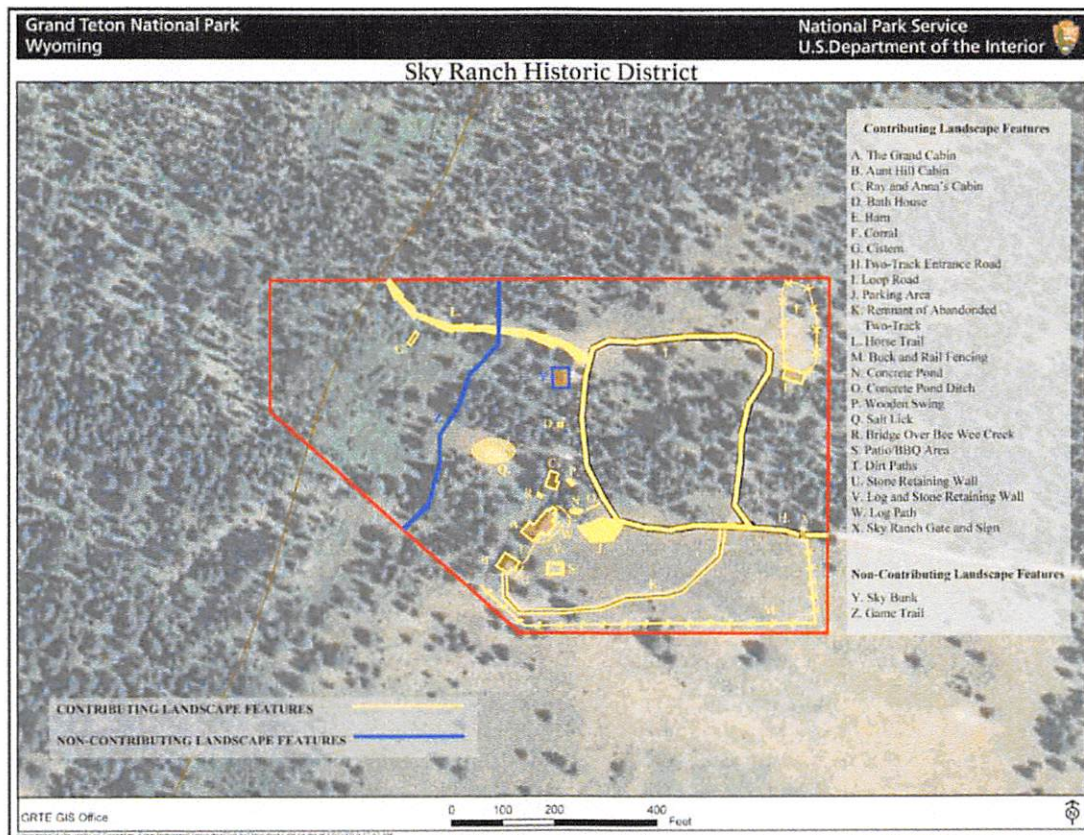 Grand Teton National Park
Wyoming
National Park Service
U.S.Department of the Interior
Sky Ranch Historic District
Contributing Landscape Features
A. The Grand Cabin
B. Aunt Hill Cabin
C. Ray and Anna's Cabin
D. Bath House
E. Barn
F. Corral
G. Cistern
H. Two-Track Entrance Road
I. Loop Road
J. Parking Area
K. Remnant of Abandonded
Two-Track
L. Horse Trail
M. Buck and Rail Fencing
N. Concrete Pond
O. Concrete Pond Ditch
P. Wooden Swing
Q. Salt Lick
R. Bridge Over Bee Wee Creek
S. Patio/BBQ Area
T. Dirt Paths
U. Stone Retaining Wall
V. Log and Stone Retaining Wall
W. Log Path
X. Sky Ranch Gate and Sign
Non-Contributing Landscape Features
Y. Sky Bunk
Z. Game Trail
L
I
D
Q
C
N
A
H
B
J
S
K
M
CONTRIBUTING LANDSCAPE FEATURES
NON-CONTRIBUTING LANDSCAPE FEATURES
GRTE GIS Office
0 100 200 400
Feet